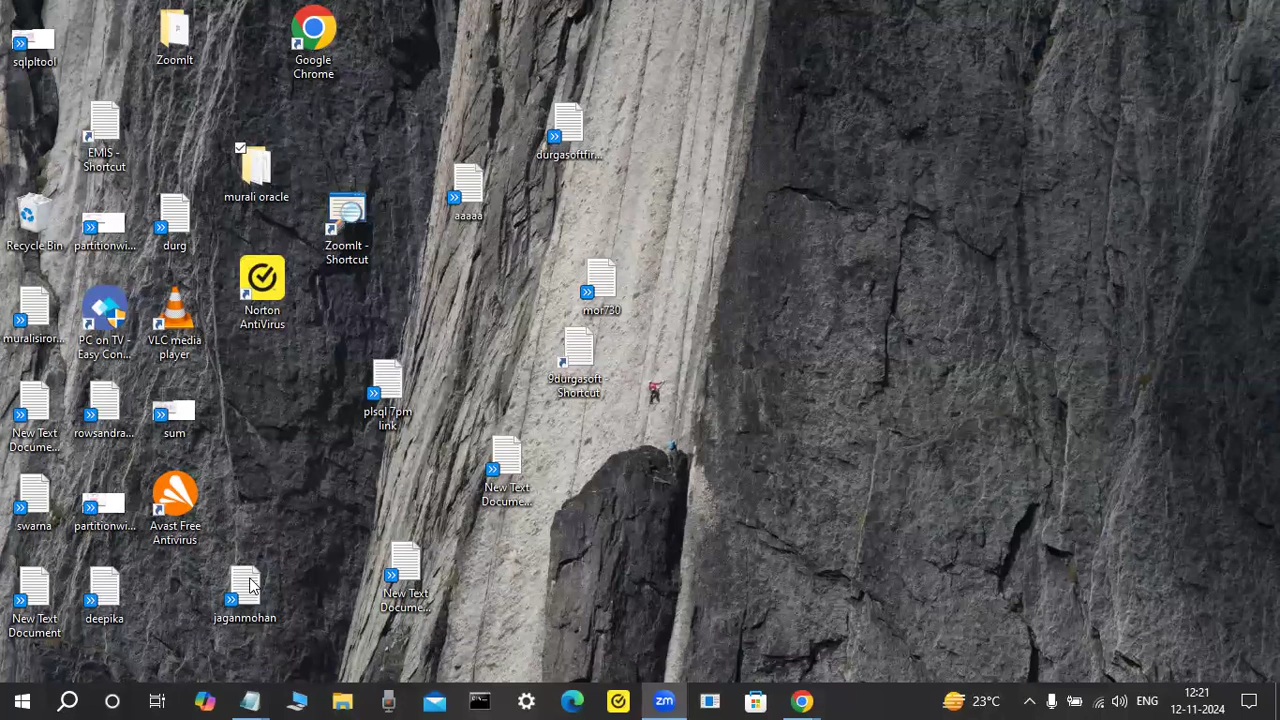 sqlpltool
ZoomIt
Google
Chrome
EMIS -
Shortcut
murali oracle
durgasoftfir...
aaaaa
Recycle Bin
partitionwi...
durg
ZoomIt -
Shortcut
Norton
AntiVirus
mor730
muralisiror...
PC on TV -
Easy Con...
VLC media
player
9durgasoft -
Shortcut
plsql 7pm
link
New Text
Docume...
rowsandra...
sum
New Text
Docume...
swarna
partitionwi...
Avast Free
Antivirus
New Text
Docume...
New Text
Document
deepika
jaganmohan
zm
23°C
ENG
12:21
12-11-2024